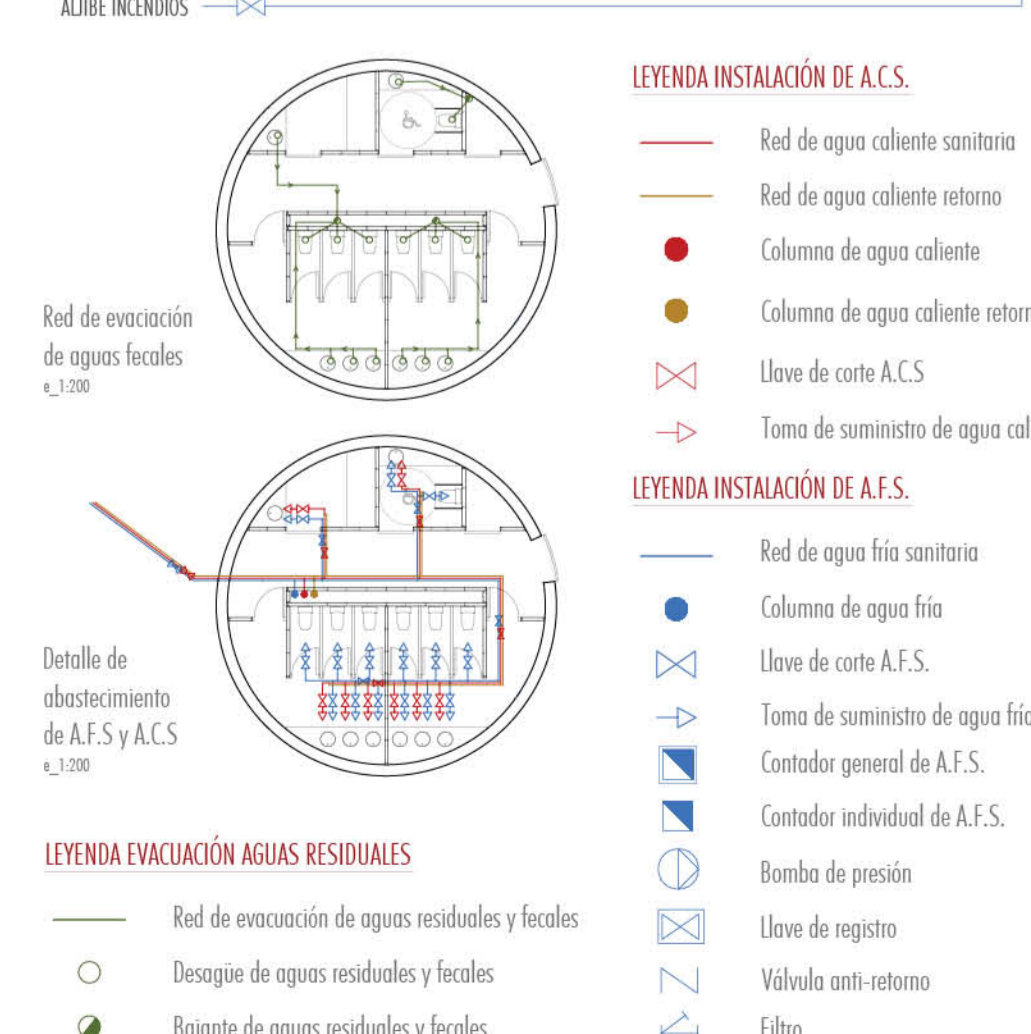 ALJIBE INCENDIOS
Red de evaciación
de aguas fecales
e_1:200
Detalle de
abastecimiento
de A.F.S y A.C.S
e_1:200
LEYENDA EVACUACIÓN AGUAS RESIDUALES
Red de evacuación de aguas residuales y fecales
Desagüe de aguas residuales y fecales
Bajante de aguas residuales y fecales
LEYENDA INSTALACIÓN DE A.C.S.
Red de agua caliente sanitaria
Red de agua caliente retorno
Columna de agua caliente
Columna de agua caliente retorn
Llave de corte A.C.S
Toma de suministro de agua cal
LEYENDA INSTALACIÓN DE A.F.S.
Red de agua fría sanitaria
Columna de agua fría
Llave de corte A.F.S.
Toma de suministro de agua fría
Contador general de A.F.S.
Contador individual de A.F.S.
Bomba de presión
Llave de registro
Válvula anti-retorno
Filtro